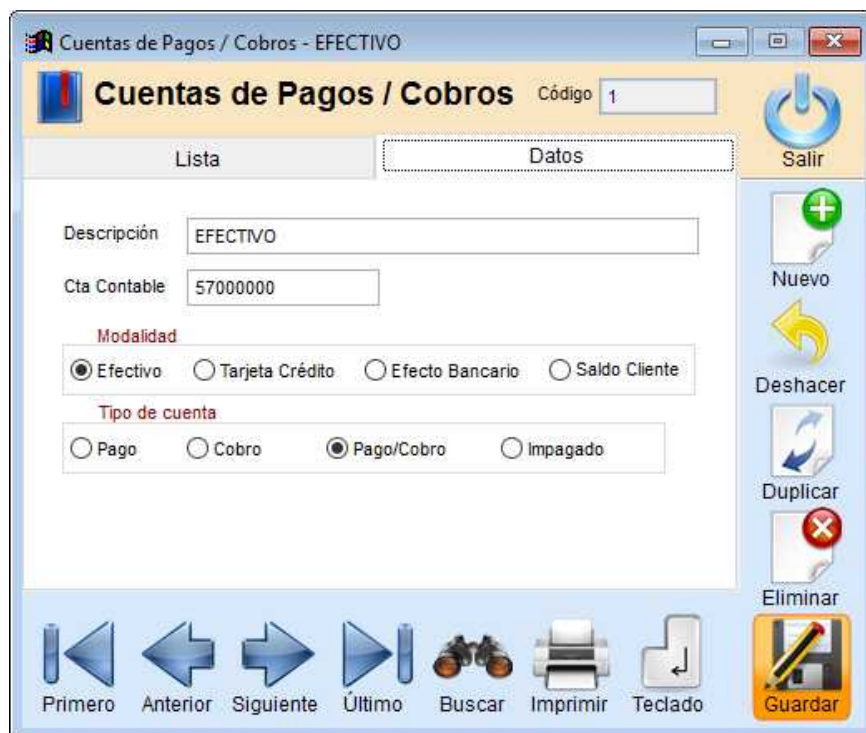 Cuentas de Pagos / Cobros - EFECTIVO
Cuentas de Pagos / Cobros Código 1
Salir
Lista Datos
Descripción EFECTIVO
Cta Contable 57000000
Modalidad
Efectivo Tarjeta Crédito Efecto Bancario Saldo Cliente
Tipo de cuenta
Pago Cobro Pago/Cobro Impagado
Nuevo
Deshacer
Duplicar
Eliminar
Primero Anterior Siguiente Último Buscar Imprimir Teclado Guardar